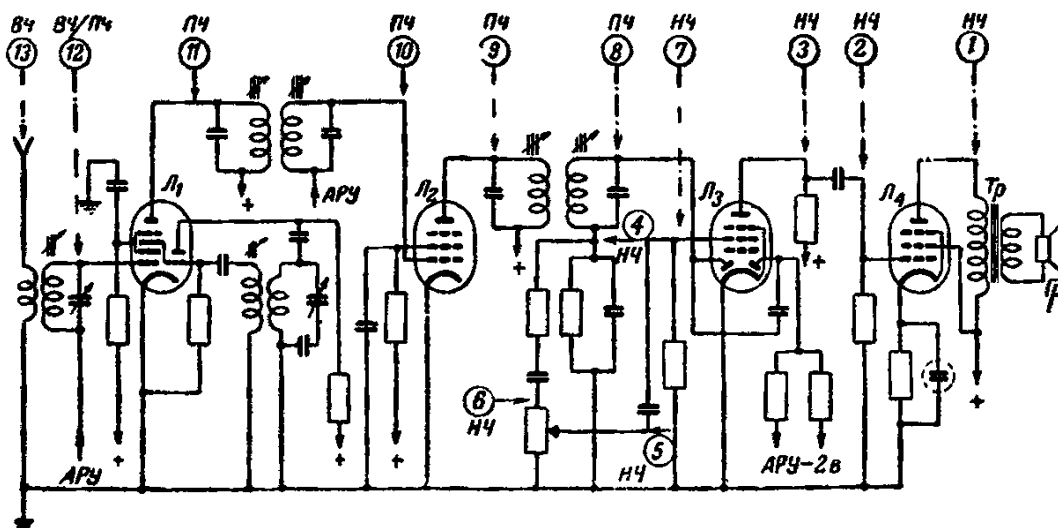 ВЧ ВЧ/ПЧ ПЧ ПЧ ПЧ ПЧ НЧ НЧ НЧ НЧ
13 12 11 10 9 8 7 3 2 1
Л1 Л2 Л3 Л4 Тр
+ АРУ
4
НЧ
+ +
Гр
6
НЧ
5
НЧ
+
АРУ + + + АРУ-2в